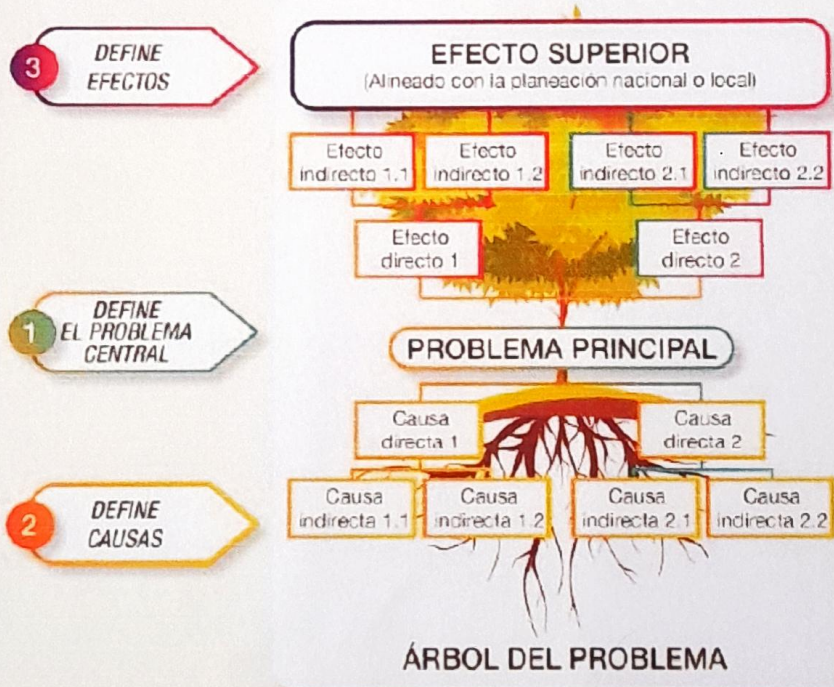 3
DEFINE
EFECTOS
EFECTO SUPERIOR
(Alineado con la planeación nacional o local)
Efecto
indirecto 1.1
Efecto
indirecto 1.2
Efecto
indirecto 2.1
Efecto
indirecto 2.2
Efecto
directo 1
Efecto
directo 2
1
DEFINE
EL PROBLEMA
CENTRAL
PROBLEMA PRINCIPAL
Causa
directa 1
Causa
directa 2
2
DEFINE
CAUSAS
Causa
indirecta 1.1
Causa
indirecta 1.2
Causa
indirecta 2.1
Causa
indirecta 2.2
ÁRBOL DEL PROBLEMA